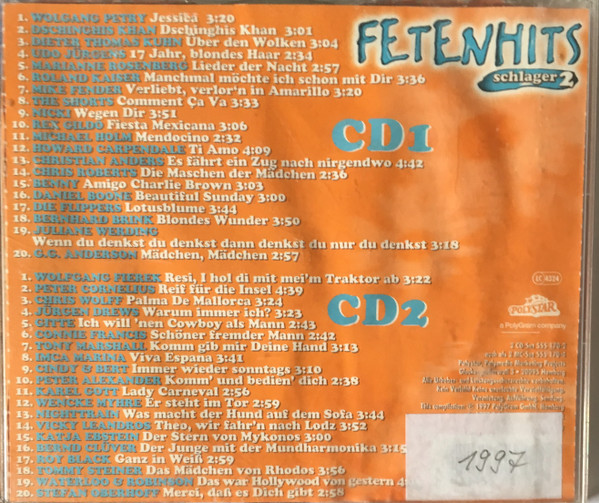 FETENHITS
schlager 2
CD1
1. WOLFGANG PETRY Jessica 3:20
2. DSCHINGHIS KHAN Dschinghis Khan 3:01
3. DIETER THOMAS KUHN Über den Wolken 3:04
4. UDO JÜRGENS 17 Jahr, blondes Haar 2:34
5. MARIANNE ROSENBERG Lieder der Nacht 2:57
6. ROLAND KAISER Manchmal möchte ich schon mit Dir 3:36
7. MIKE FENDER Verliebt, verlor'n in Amarillo 3:20
8. THE SHORTS Comment Ça Va 3:33
9. NICKI Wegen Dir 3:51
10. REX GILDO Fiesta Mexicana 3:06
11. MICHAEL HOLM Mendocino 2:32
12. HOWARD CARPENDALE Ti Amo 4:09
13. CHRISTIAN ANDERS Es fährt ein Zug nach nirgendwo 4:42
14. CHRIS ROBERTS Die Maschen der Mädchen 2:36
15. BENNY Amigo Charlie Brown 3:03
16. DANIEL BOONE Beautiful Sunday 3:00
17. DIE FLIPPERS Lotusblume 3:44
18. BERNHARD BRINK Blondes Wunder 3:50
19. JULIANE WERDING
Wenn du denkst du denkst dann denkst du nur du denkst 3:18
20. G.G. ANDERSON Mädchen, Mädchen 2:57
CD2
1. WOLFGANG FIEREK Resi, I hol di mit mei'm Traktor ab 3:22
2. PETER CORNELIUS Reif für die Insel 4:39
3. CHRIS WOLFF Palma De Mallorca 3:24
4. JÜRGEN DREWS Warum immer ich? 3:23
5. GITTE Ich will 'nen Cowboy als Mann 2:43
6. CONNIE FRANCIS Schöner fremder Mann 2:42
7. TONY MARSHALL Komm gib mir Deine Hand 3:13
8. IMCA MARINA Viva Espana 3:41
9. CINDY & BERT Immer wieder sonntags 3:10
10. PETER ALEXANDER Komm' und bedien' dich 2:38
11. KAREL GOTT Lady Carneval 2:56
12. WENCKE MYHRE Er steht im Tor 2:59
13. NIGHTTRAIN Was macht der Hund auf dem Sofa 3:44
14. VICKY LEANDROS Theo, wir fahr'n nach Lodz 3:52
15. KATJA EBSTEIN Der Stern von Mykonos 3:00
16. BERND CLÜVER Der Junge mit der Mundharmonika 3:15
17. ROY BLACK Ganz in Weiß 2:59
18. TOMMY STEINER Das Mädchen von Rhodos 3:56
19. WATERLOO & ROBINSON Das war Hollywood von gestern 4:0
20. STEFAN OBERHOFF Merci, daß es Dich gibt 2:58
LC 4324
POLYSTAR
a PolyGram company
1997